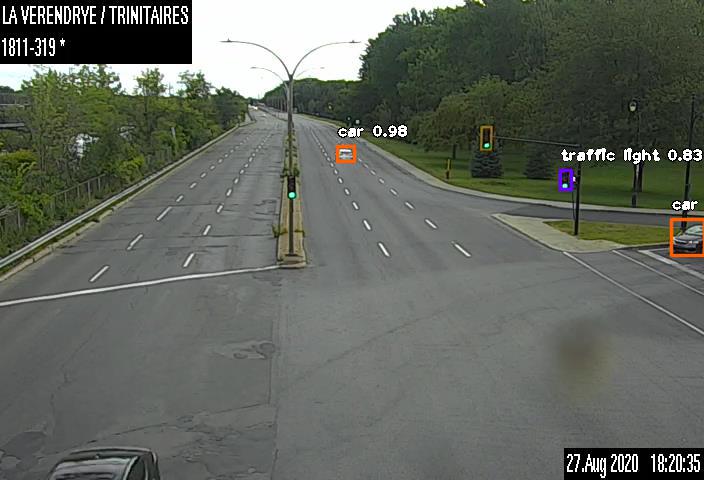 LA VERENDRYE / TRINITAIRES
1811-319 *
car 0.98
traffic light 0.83
car
27.Aug 2020 18:20:35